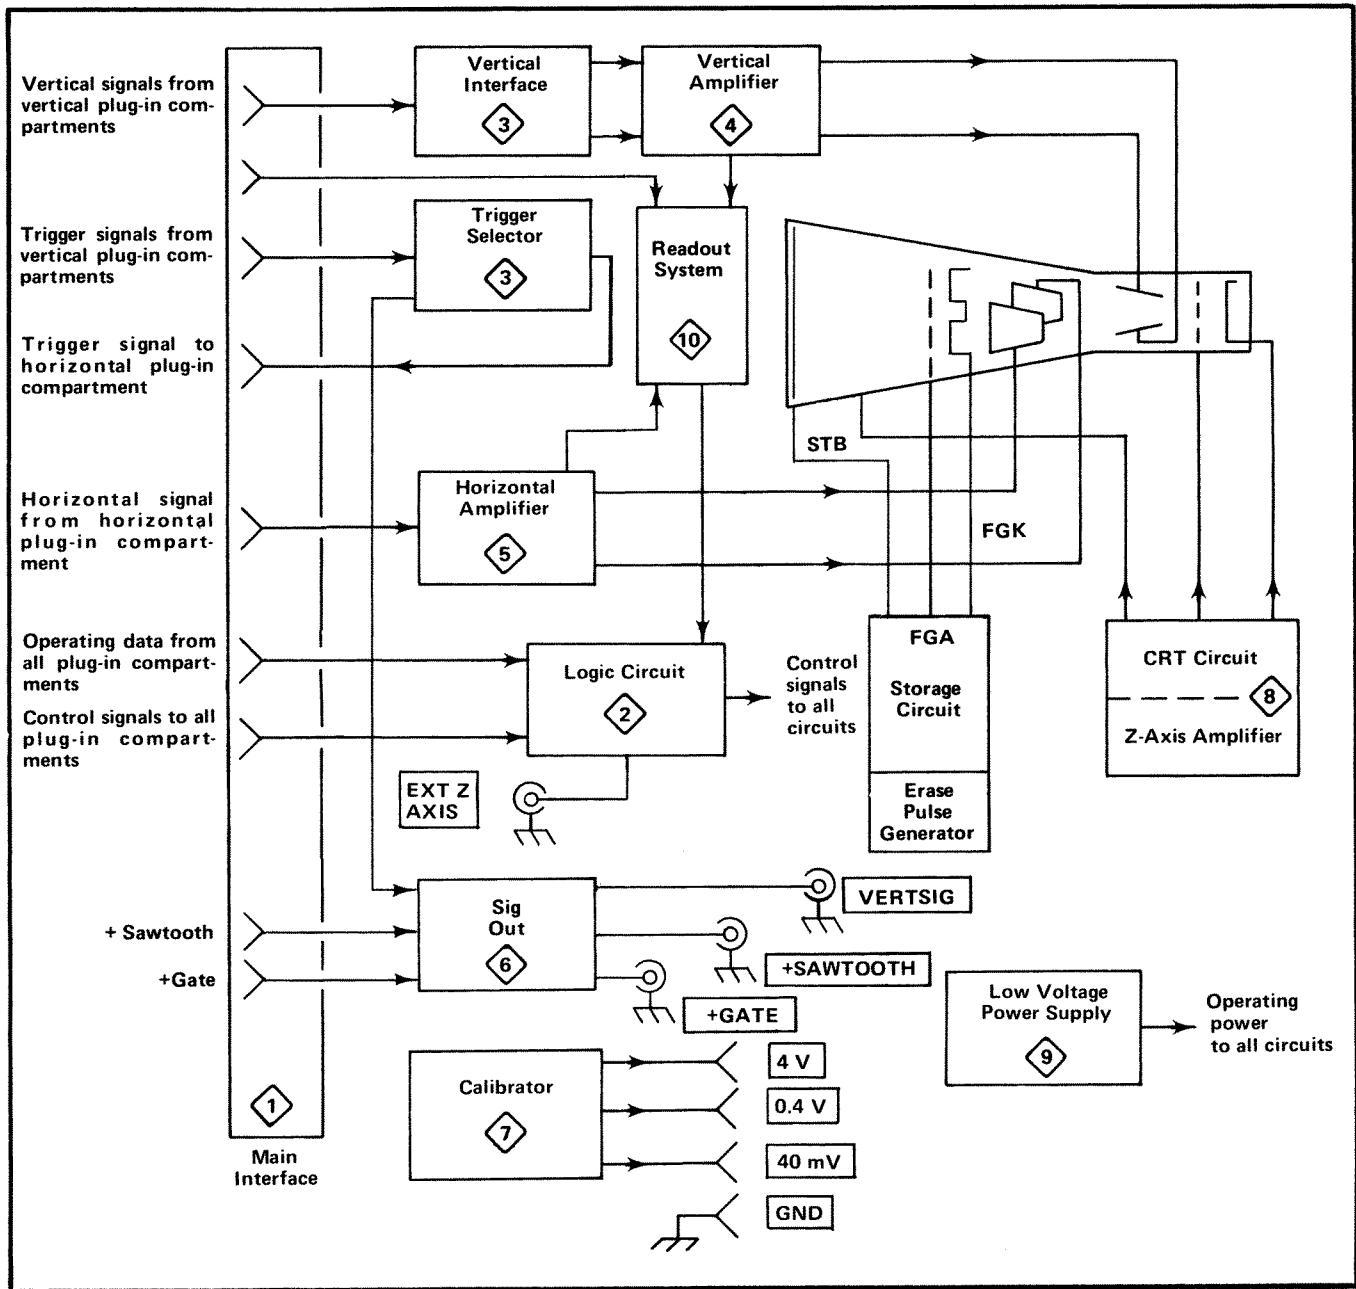 Vertical signals from
vertical plug-in com-
partments
Vertical
Interface
3
Vertical
Amplifier
4
Trigger signals from
vertical plug-in com-
partments
Trigger
Selector
3
Readout
System
10
Trigger signal to
horizontal plug-in
compartment
STB
Horizontal signal
from horizontal
plug-in compart-
ment
Horizontal
Amplifier
5
FGK
Operating data from
all plug-in compart-
ments
Control signals to all
plug-in compart-
ments
Logic Circuit
2
Control
signals
to all
circuits
FGA
Storage
Circuit
Erase
Pulse
Generator
CRT Circuit
8
Z-Axis Amplifier
EXT Z
AXIS
+ Sawtooth
+Gate
Sig
Out
6
VERTSIG
+SAWTOOTH
+GATE
Low Voltage
Power Supply
9
Operating
power
to all circuits
Calibrator
7
4 V
0.4 V
40 mV
GND
1
Main
Interface